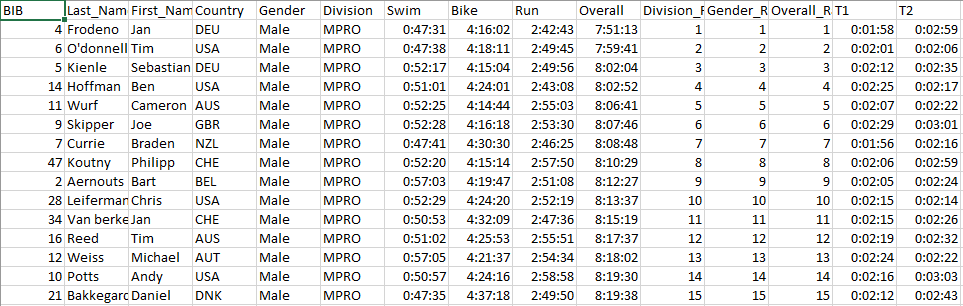 BIB Last_Name First_Nam Country Gender Division Swim Bike Run Overall Division_R Gender_R Overall_R T1 T2
4 Frodeno Jan DEU Male MPRO 0:47:31 4:16:02 2:42:43 7:51:13 1 1 1 0:01:58 0:02:59
6 O'donnell Tim USA Male MPRO 0:47:38 4:18:11 2:49:45 7:59:41 2 2 2 0:02:01 0:02:06
5 Kienle Sebastian DEU Male MPRO 0:52:17 4:15:04 2:49:56 8:02:04 3 3 3 0:02:12 0:02:35
14 Hoffman Ben USA Male MPRO 0:51:01 4:24:01 2:43:08 8:02:52 4 4 4 0:02:25 0:02:17
11 Wurf Cameron AUS Male MPRO 0:52:25 4:14:44 2:55:03 8:06:41 5 5 5 0:02:07 0:02:22
9 Skipper Joe GBR Male MPRO 0:52:28 4:16:18 2:53:30 8:07:46 6 6 6 0:02:29 0:03:01
7 Currie Braden NZL Male MPRO 0:47:41 4:30:30 2:46:25 8:08:48 7 7 7 0:01:56 0:02:16
47 Koutny Philipp CHE Male MPRO 0:52:20 4:15:14 2:57:50 8:10:29 8 8 8 0:02:06 0:02:59
2 Aernouts Bart BEL Male MPRO 0:57:03 4:19:47 2:51:08 8:12:27 9 9 9 0:02:05 0:02:24
28 Leiferman Chris USA Male MPRO 0:52:29 4:24:20 2:52:19 8:13:37 10 10 10 0:02:15 0:02:14
34 Van berke Jan CHE Male MPRO 0:50:53 4:32:09 2:47:36 8:15:19 11 11 11 0:02:15 0:02:26
16 Reed Tim AUS Male MPRO 0:51:02 4:25:53 2:55:51 8:17:37 12 12 12 0:02:19 0:02:32
12 Weiss Michael AUT Male MPRO 0:57:05 4:21:37 2:54:34 8:18:02 13 13 13 0:02:24 0:02:22
10 Potts Andy USA Male MPRO 0:50:57 4:24:16 2:58:58 8:19:30 14 14 14 0:02:16 0:03:03
21 Bakkegard Daniel DNK Male MPRO 0:47:35 4:37:18 2:49:50 8:19:38 15 15 15 0:02:12 0:02:43